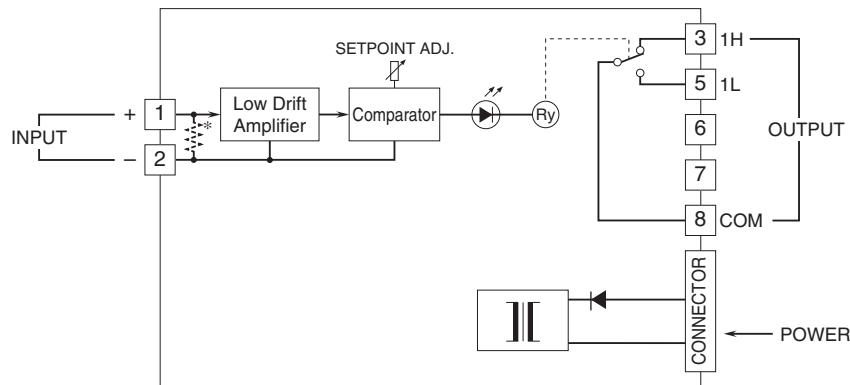 SETPOINT ADJ.
INPUT
+
1
*
Low Drift
Amplifier
Comparator
Ry
–
2
3 1H
5 1L
6
7
8 COM
OUTPUT
CONNECTOR
POWER